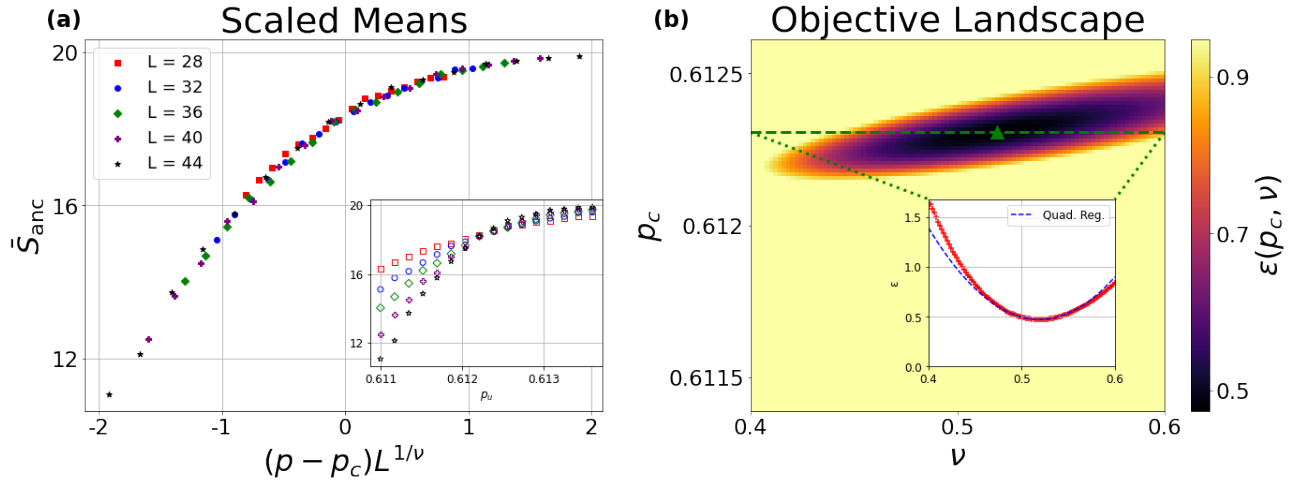 (a) Scaled Means
20
16
12
S̄anc
L = 28
L = 32
L = 36
L = 40
L = 44
20
16
12
0.611 0.612 0.613
pu
-2 -1 0 1 2
(p − pc)L^1/ν
(b) Objective Landscape
0.6125
0.6120
0.6115
pc
Quad. Reg.
1.5
1.0
0.5
0.0
ε
0.4 0.5 0.6
0.4 0.5 0.6
ν
0.9
0.7
0.5
ε(pc, ν)